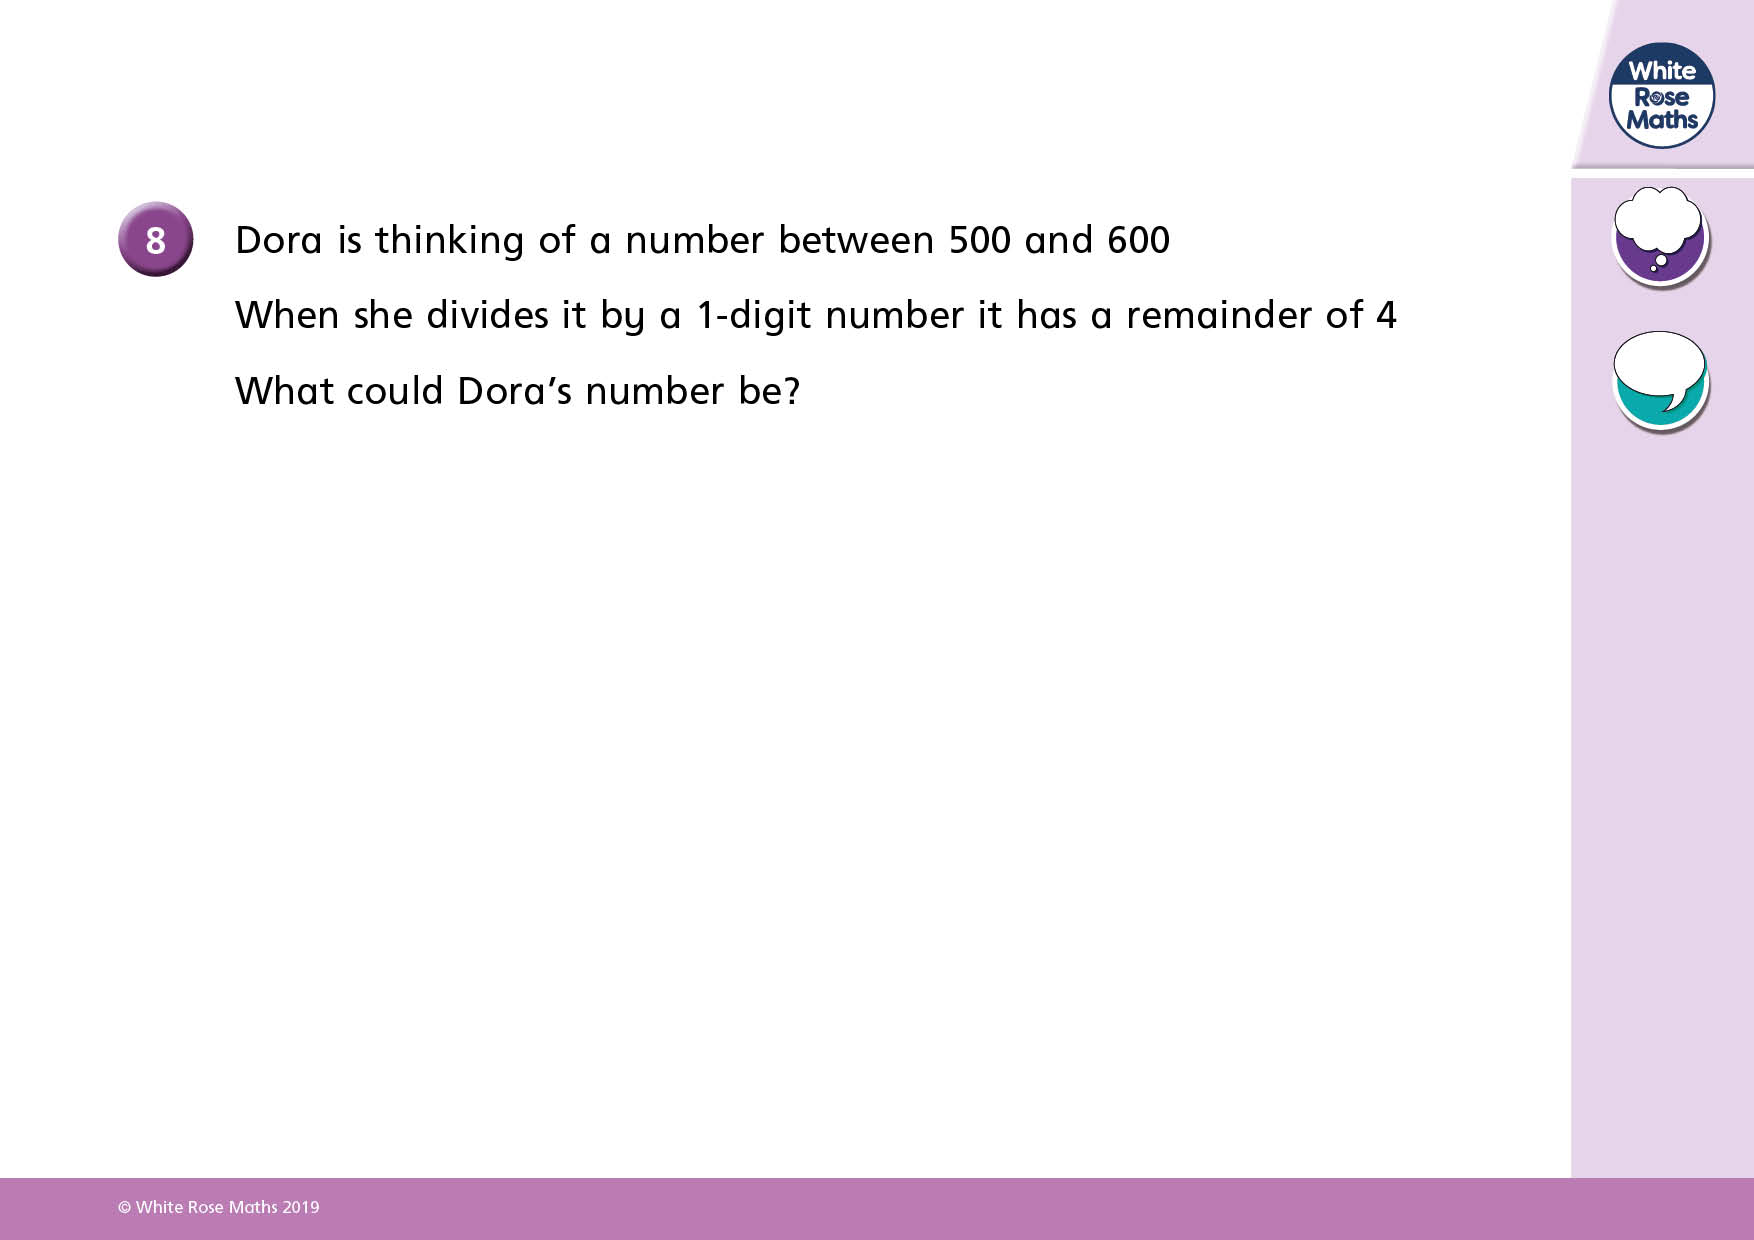 White
Rose
Maths
8 Dora is thinking of a number between 500 and 600
When she divides it by a 1-digit number it has a remainder of 4
What could Dora’s number be?
© White Rose Maths 2019